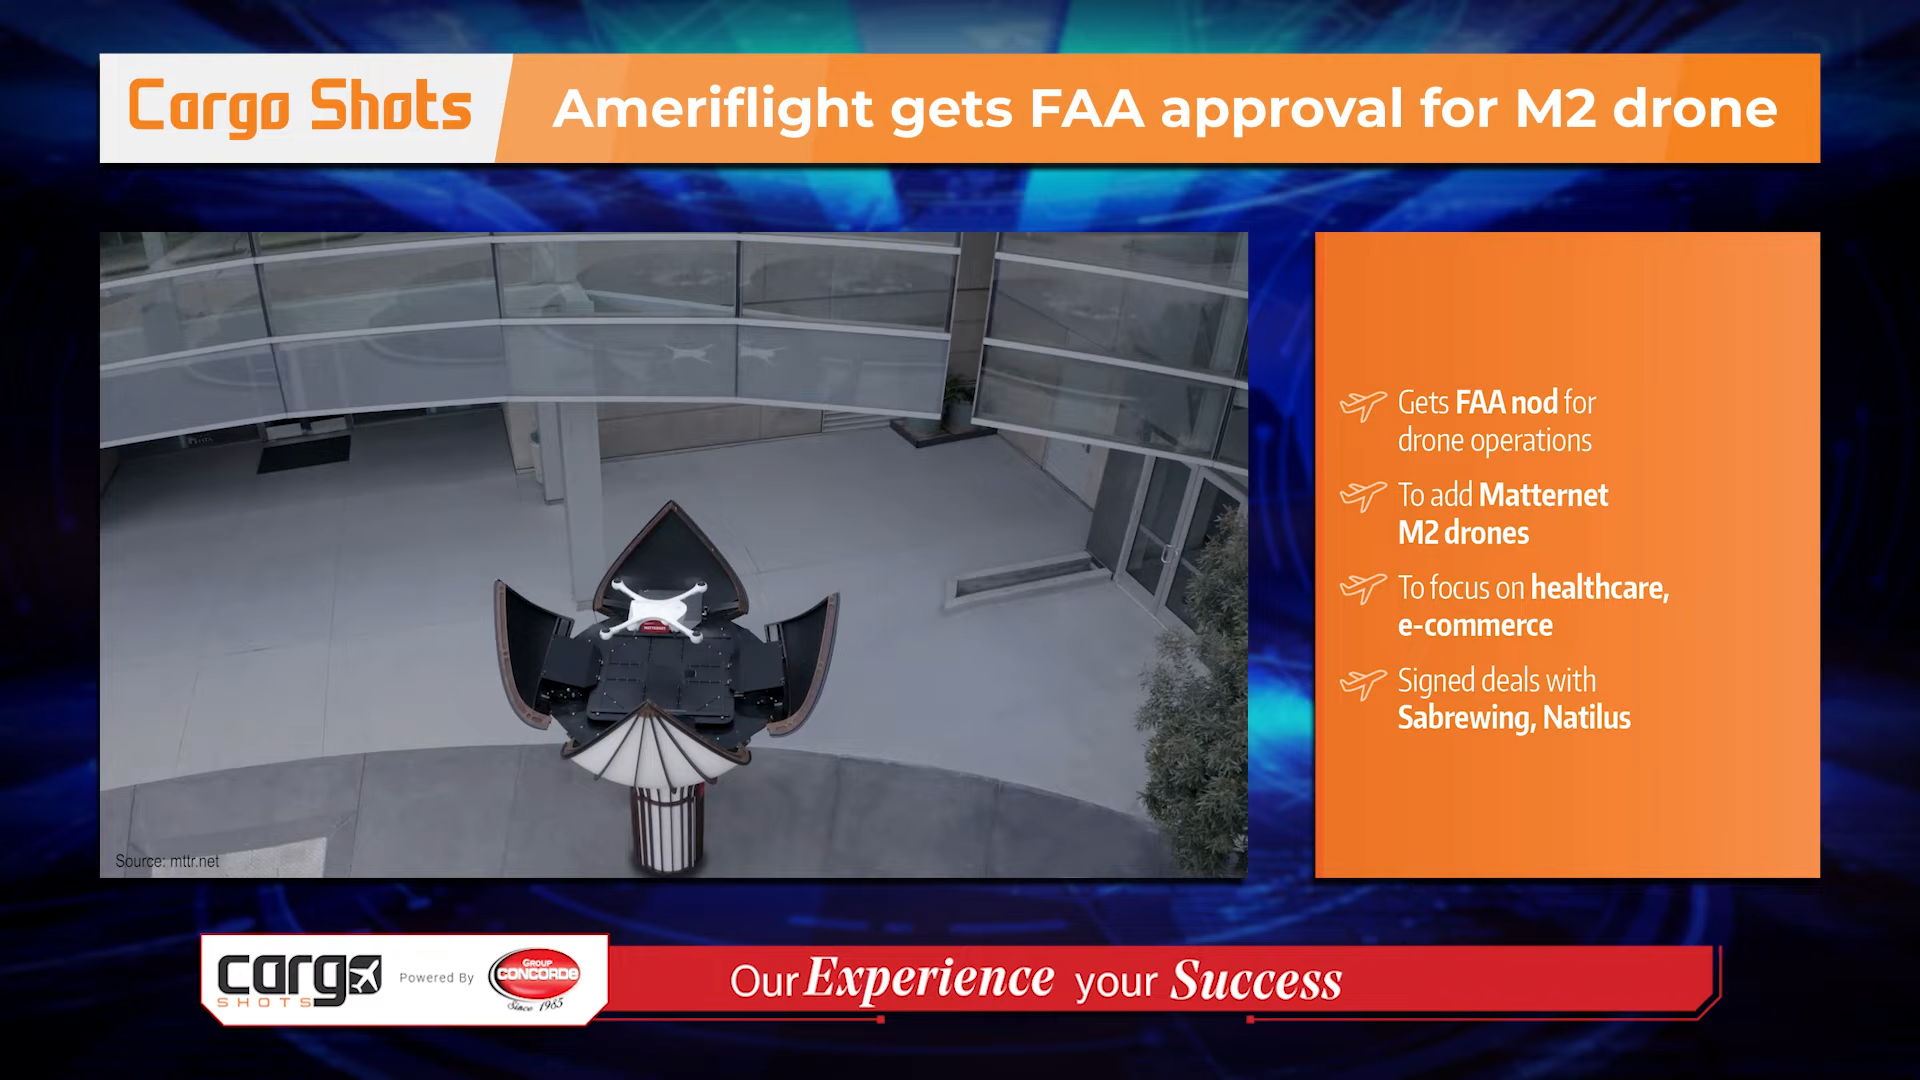 Cargo Shots
Ameriflight gets FAA approval for M2 drone
Gets FAA nod for
drone operations
To add Matternet
M2 drones
To focus on healthcare,
e-commerce
Signed deals with
Sabrewing, Natilus
MATTERNET
Source: mttr.net
cargo
SHOTS
Powered By
GROUP
CONCORDE
Since 1985
Our Experience your Success